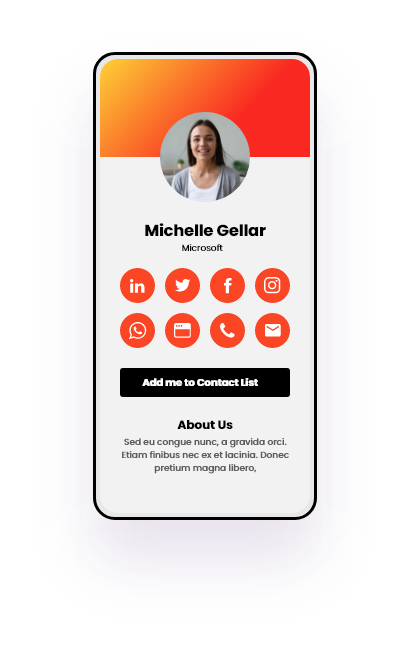 Michelle Gellar
Microsoft
in
Add me to Contact List
About Us
Sed eu congue nunc, a gravida orci.
Etiam finibus nec ex et lacinia. Donec
pretium magna libero,